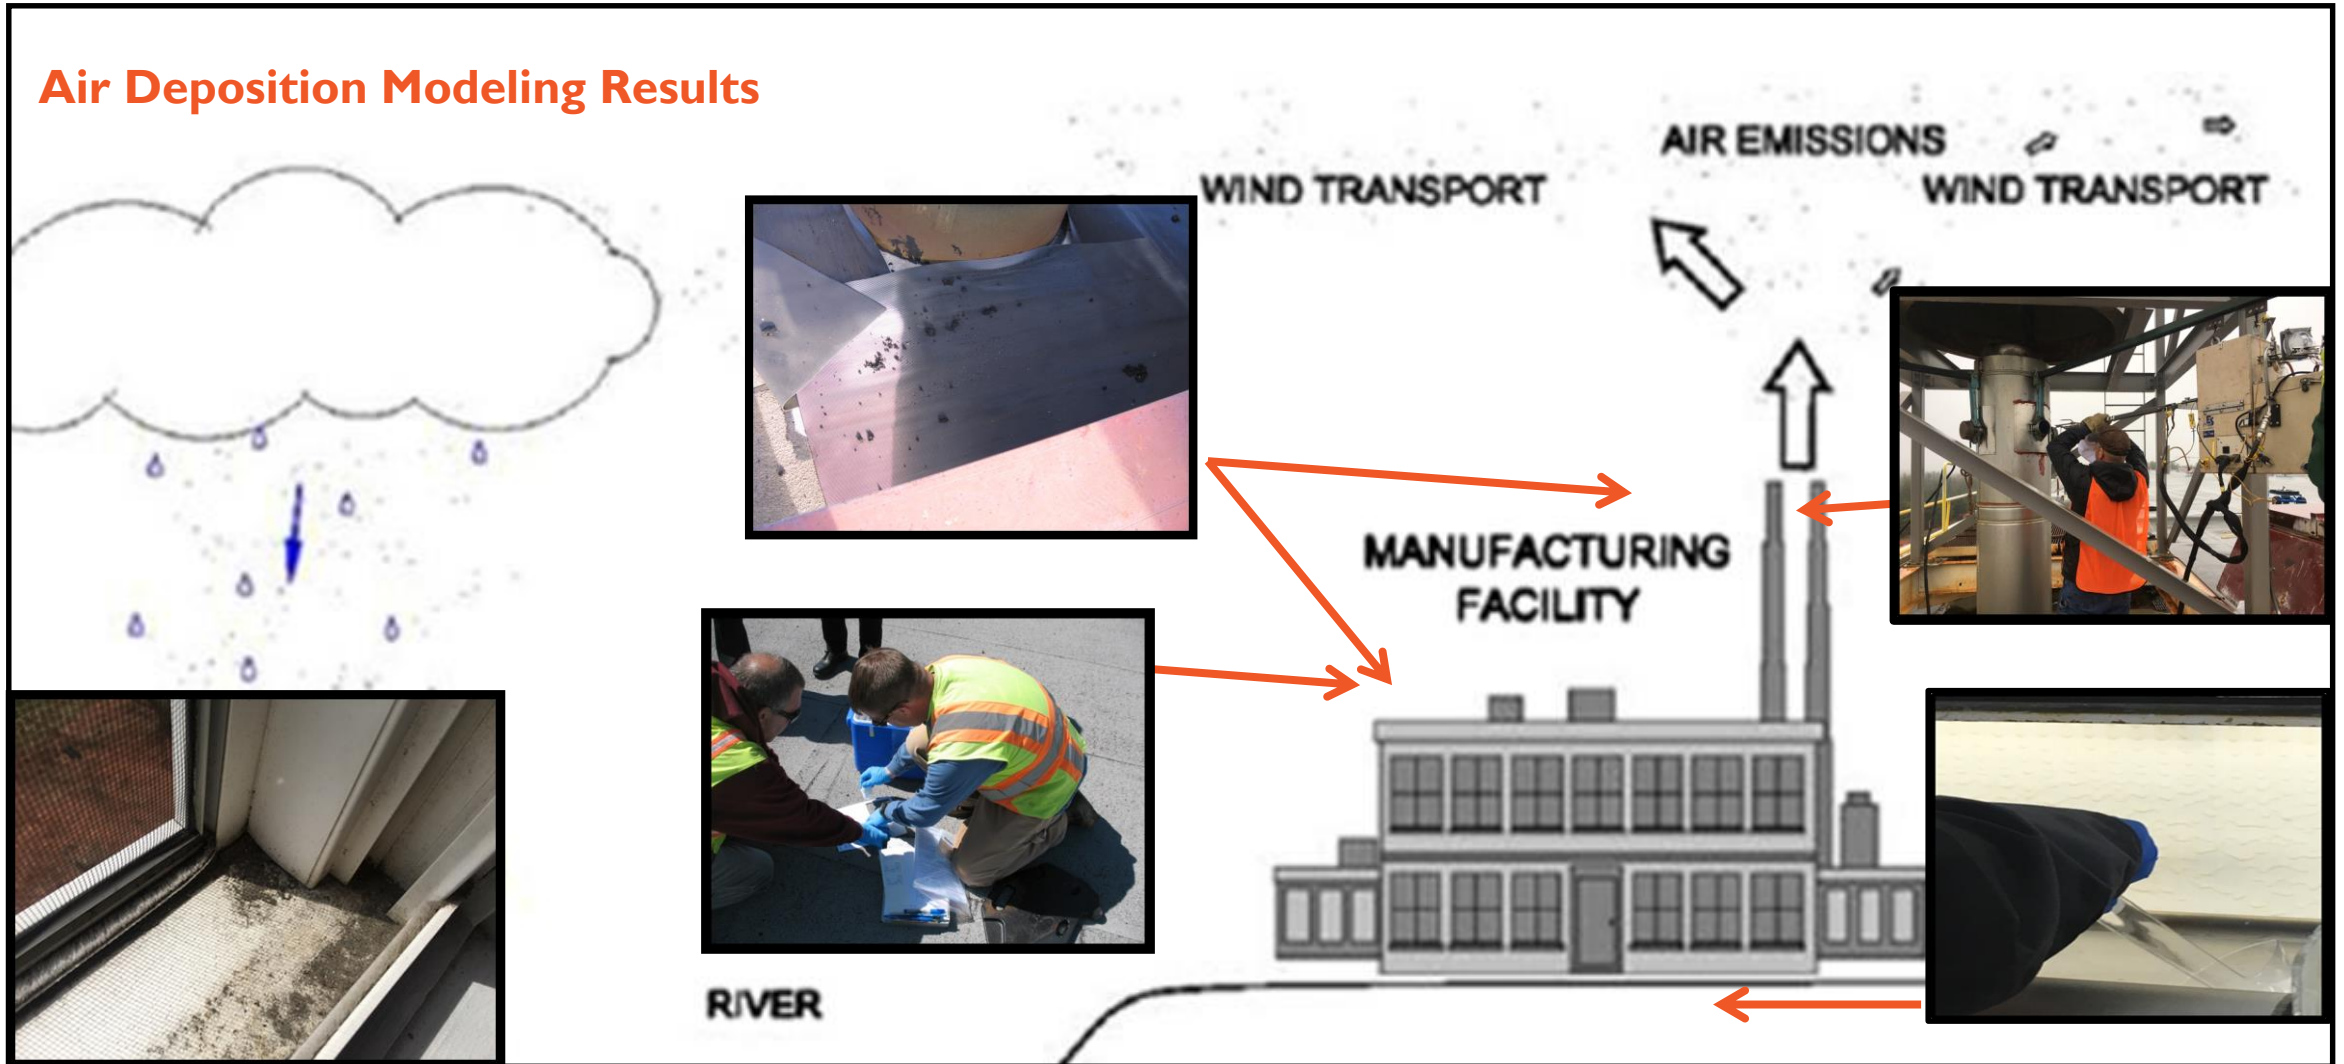 Air Deposition Modeling Results
AIR EMISSIONS
WIND TRANSPORT
WIND TRANSPORT
MANUFACTURING
FACILITY
RIVER